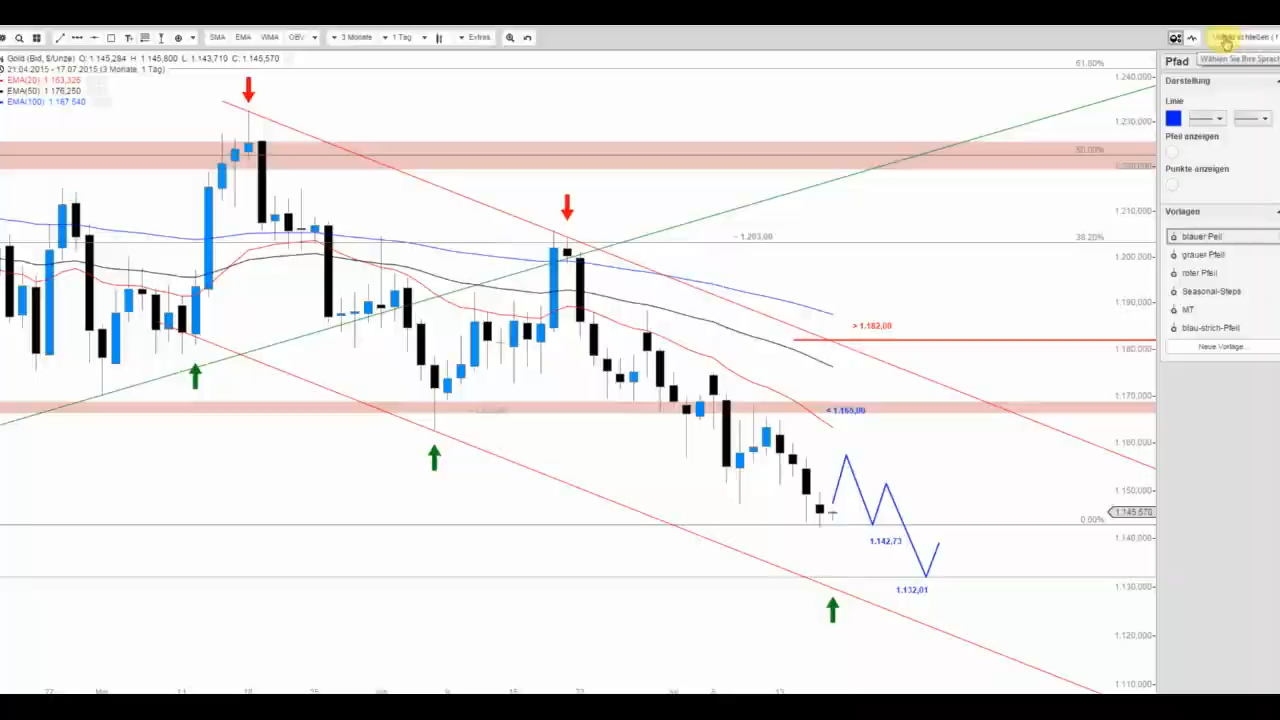 SMA EMA WMA OBV 3 Monate 1 Tag Extras
Gold (Bid, $/Unze) O: 1.145,284 H: 1.145,800 L: 1.143,710 C: 1.145,570
21.04.2015 - 17.07.2015 (3 Monate, 1 Tag)
EMA(20) 1.163,326
EMA(50) 1 176,250
EMA(100) 1 187 540
61.80%
50.00%
~ 1.203,00
38.20%
> 1.182,00
< 1.165,00
0.00%
1.142,73
1.132,01
1.240,000
1.230,000
1.200,000
1.210,000
1.200,000
1.190,000
1.180,000
1.170,000
1.160,000
1.150,000
1.145,570
1.140,000
1.130,000
1.120,000
1.110,000
Pfad
Wählen Sie Ihre Sprach
Darstellung
Linie
Pfeil anzeigen
Punkte anzeigen
Vorlagen
blauer Peil
grauer Pfeil
roter Pfeil
Seasonal-Steps
MT
blau-strich-Pfeil
Neue Vorlage...